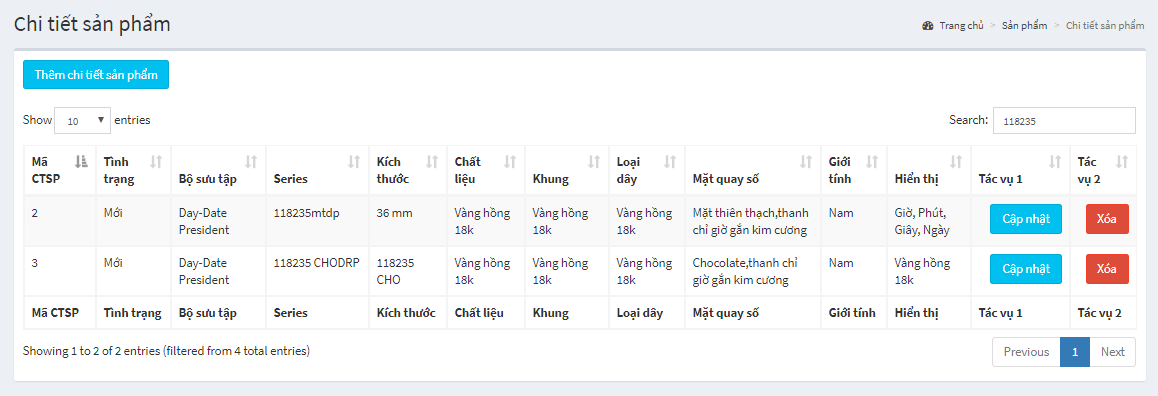 Chi tiết sản phẩm
Trang chủ > Sản phẩm > Chi tiết sản phẩm
Thêm chi tiết sản phẩm
Show 10 entries Search: 118235
Mã CTSP Tình trạng Bộ sưu tập Series Kích thước Chất liệu Khung Loại dây Mặt quay số Giới tính Hiển thị Tác vụ 1 Tác vụ 2
2 Mới Day-Date President 118235mtdp 36 mm Vàng hồng 18k Vàng hồng 18k Vàng hồng 18k Mặt thiên thạch,thanh chỉ giờ gắn kim cương Nam Giờ, Phút, Giây, Ngày Cập nhật Xóa
3 Mới Day-Date President 118235 CHODRP 118235 CHO Vàng hồng 18k Vàng hồng 18k Vàng hồng 18k Chocolate,thanh chỉ giờ gắn kim cương Nam Vàng hồng 18k Cập nhật Xóa
Mã CTSP Tình trạng Bộ sưu tập Series Kích thước Chất liệu Khung Loại dây Mặt quay số Giới tính Hiển thị Tác vụ 1 Tác vụ 2
Showing 1 to 2 of 2 entries (filtered from 4 total entries) Previous 1 Next